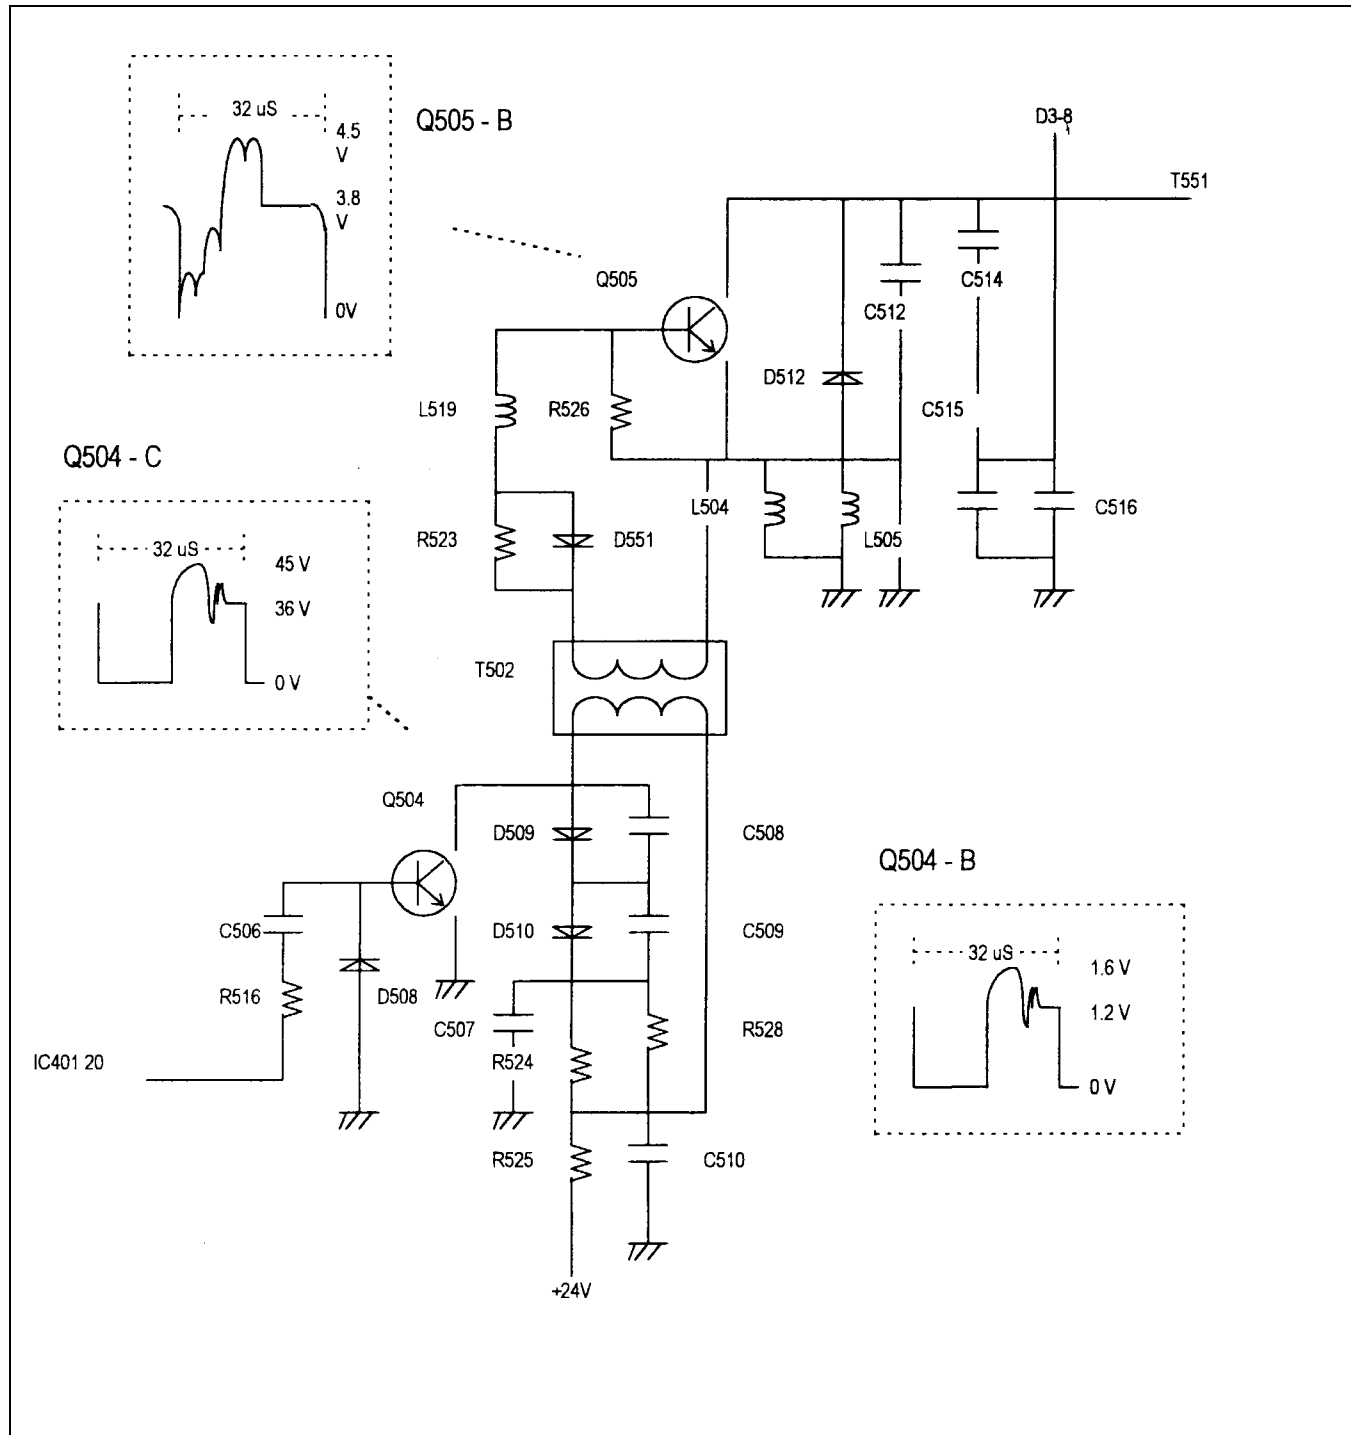 32 uS
4.5
V
3.8
V
0V
Q505 - B
D3-8
T551
Q505
C514
C512
D512
L519
R526
C515
Q504 - C
L504
C516
R523
D551
L505
32 uS
45 V
36 V
0 V
T502
Q504
D509
C508
Q504 - B
C506
D510
C509
32 uS
1.6 V
1.2 V
0 V
R516
D508
C507
R528
IC401 20
R524
R525
C510
+24V